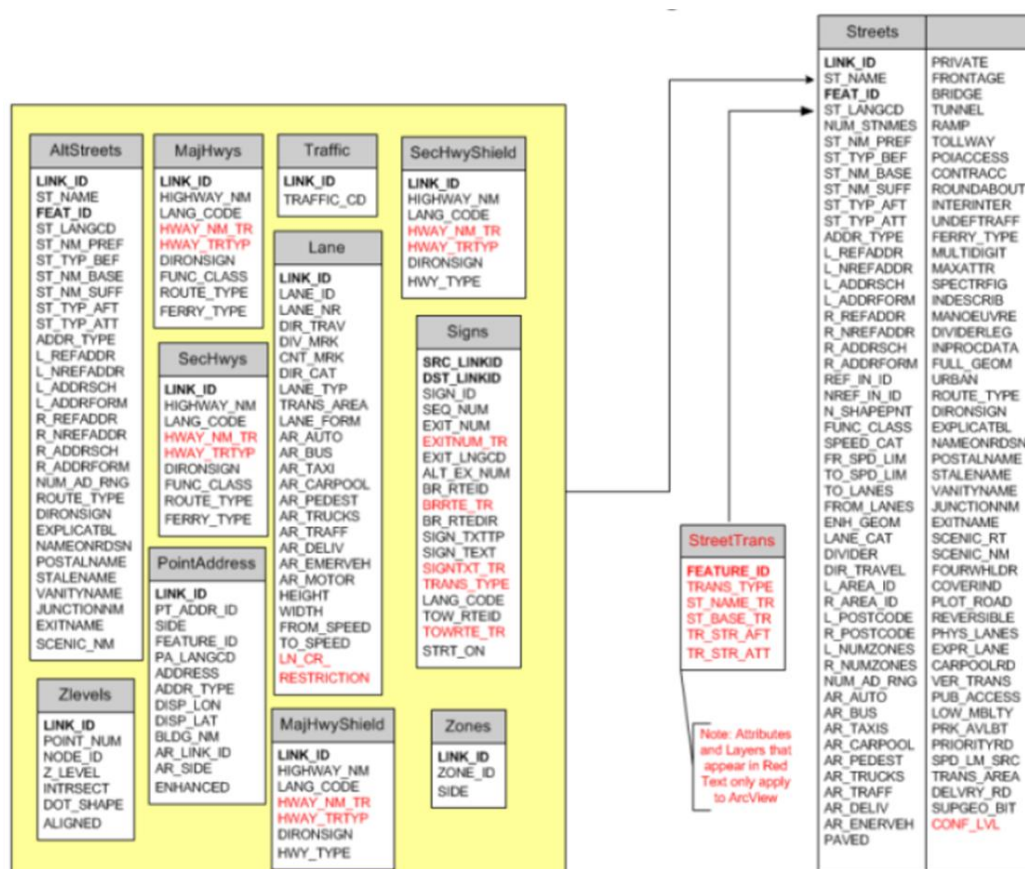 AltStreets
LINK_ID
ST_NAME
FEAT_ID
ST_LANGCD
ST_NM_PREF
ST_TYP_BEF
ST_NM_BASE
ST_NM_SUFF
ST_TYP_AFT
ST_TYP_ATT
ADDR_TYPE
L_REFADDR
L_NREFADDR
L_ADDRSCH
L_ADDRFORM
R_REFADDR
R_NREFADDR
R_ADDRSCH
R_ADDRFORM
NUM_AD_RNG
ROUTE_TYPE
DIRONSIGN
EXPLICATBL
NAMEONRDSN
POSTALNAME
STALENAME
VANITYNAME
JUNCTIONNM
EXITNAME
SCENIC_NM
Zlevels
LINK_ID
POINT_NUM
NODE_ID
Z_LEVEL
INTRSECT
DOT_SHAPE
ALIGNED
MajHwys
LINK_ID
HIGHWAY_NM
LANG_CODE
HWAY_NM_TR
HWAY_TRTYP
DIRONSIGN
FUNC_CLASS
ROUTE_TYPE
FERRY_TYPE
SecHwys
LINK_ID
HIGHWAY_NM
LANG_CODE
HWAY_NM_TR
HWAY_TRTYP
DIRONSIGN
FUNC_CLASS
ROUTE_TYPE
FERRY_TYPE
PointAddress
LINK_ID
PT_ADDR_ID
SIDE
FEATURE_ID
PA_LANGCD
ADDRESS
ADDR_TYPE
DISP_LON
DISP_LAT
BLDG_NM
AR_LINK_ID
AR_SIDE
ENHANCED
Traffic
LINK_ID
TRAFFIC_CD
Lane
LINK_ID
LANE_ID
LANE_NR
DIR_TRAV
DIV_MRK
CNT_MRK
DIR_CAT
LANE_TYP
TRANS_AREA
LANE_FORM
AR_AUTO
AR_BUS
AR_TAXI
AR_CARPOOL
AR_PEDEST
AR_TRUCKS
AR_TRAFF
AR_DELIV
AR_EMERVEH
AR_MOTOR
HEIGHT
WIDTH
FROM_SPEED
TO_SPEED
LN_CR_
RESTRICTION
MajHwyShield
LINK_ID
HIGHWAY_NM
LANG_CODE
HWAY_NM_TR
HWAY_TRTYP
DIRONSIGN
HWY_TYPE
SecHwyShield
LINK_ID
HIGHWAY_NM
LANG_CODE
HWAY_NM_TR
HWAY_TRTYP
DIRONSIGN
HWY_TYPE
Signs
SRC_LINKID
DST_LINKID
SIGN_ID
SEQ_NUM
EXIT_NUM
EXITNUM_TR
EXIT_LNGCD
ALT_EX_NUM
BR_RTEID
BRRTE_TR
BR_RTEDIR
SIGN_TXTTP
SIGN_TEXT
SIGNTXT_TR
TRANS_TYPE
LANG_CODE
TOW_RTEID
TOWRTE_TR
STRT_ON
Zones
LINK_ID
ZONE_ID
SIDE
StreetTrans
FEATURE_ID
TRANS_TYPE
ST_NAME_TR
ST_BASE_TR
TR_STR_AFT
TR_STR_ATT
Note: Attributes
and Layers that
appear in Red
Text only apply
to ArcView
Streets
LINK_ID
ST_NAME
FEAT_ID
ST_LANGCD
NUM_STNMES
ST_NM_PREF
ST_TYP_BEF
ST_NM_BASE
ST_NM_SUFF
ST_TYP_AFT
ST_TYP_ATT
ADDR_TYPE
L_REFADDR
L_NREFADDR
L_ADDRSCH
L_ADDRFORM
R_REFADDR
R_NREFADDR
R_ADDRSCH
R_ADDRFORM
REF_IN_ID
NREF_IN_ID
N_SHAPEPNT
FUNC_CLASS
SPEED_CAT
FR_SPD_LIM
TO_SPD_LIM
TO_LANES
FROM_LANES
ENH_GEOM
LANE_CAT
DIVIDER
DIR_TRAVEL
L_AREA_ID
R_AREA_ID
L_POSTCODE
R_POSTCODE
L_NUMZONES
R_NUMZONES
NUM_AD_RNG
AR_AUTO
AR_BUS
AR_TAXIS
AR_CARPOOL
AR_PEDEST
AR_TRUCKS
AR_TRAFF
AR_DELIV
AR_ENERVEH
PAVED
PRIVATE
FRONTAGE
BRIDGE
TUNNEL
RAMP
TOLLWAY
POIACCESS
CONTRACC
ROUNDABOUT
INTERINTER
UNDEFTRAFF
FERRY_TYPE
MULTIDIGIT
MAXATTR
SPECTRFIG
INDESCRIB
MANOEUVRE
DIVIDERLEG
INPROCDATA
FULL_GEOM
URBAN
ROUTE_TYPE
DIRONSIGN
EXPLICATBL
NAMEONRDSN
POSTALNAME
STALENAME
VANITYNAME
JUNCTIONNM
EXITNAME
SCENIC_RT
SCENIC_NM
FOURWHLDR
COVERIND
PLOT_ROAD
REVERSIBLE
PHYS_LANES
EXPR_LANE
CARPOOLRD
VER_TRANS
PUB_ACCESS
LOW_MBLTY
PRK_AVLBT
PRIORITYRD
SPD_LM_SRC
TRANS_AREA
DELVRY_RD
SUPGEO_BIT
CONF_LVL